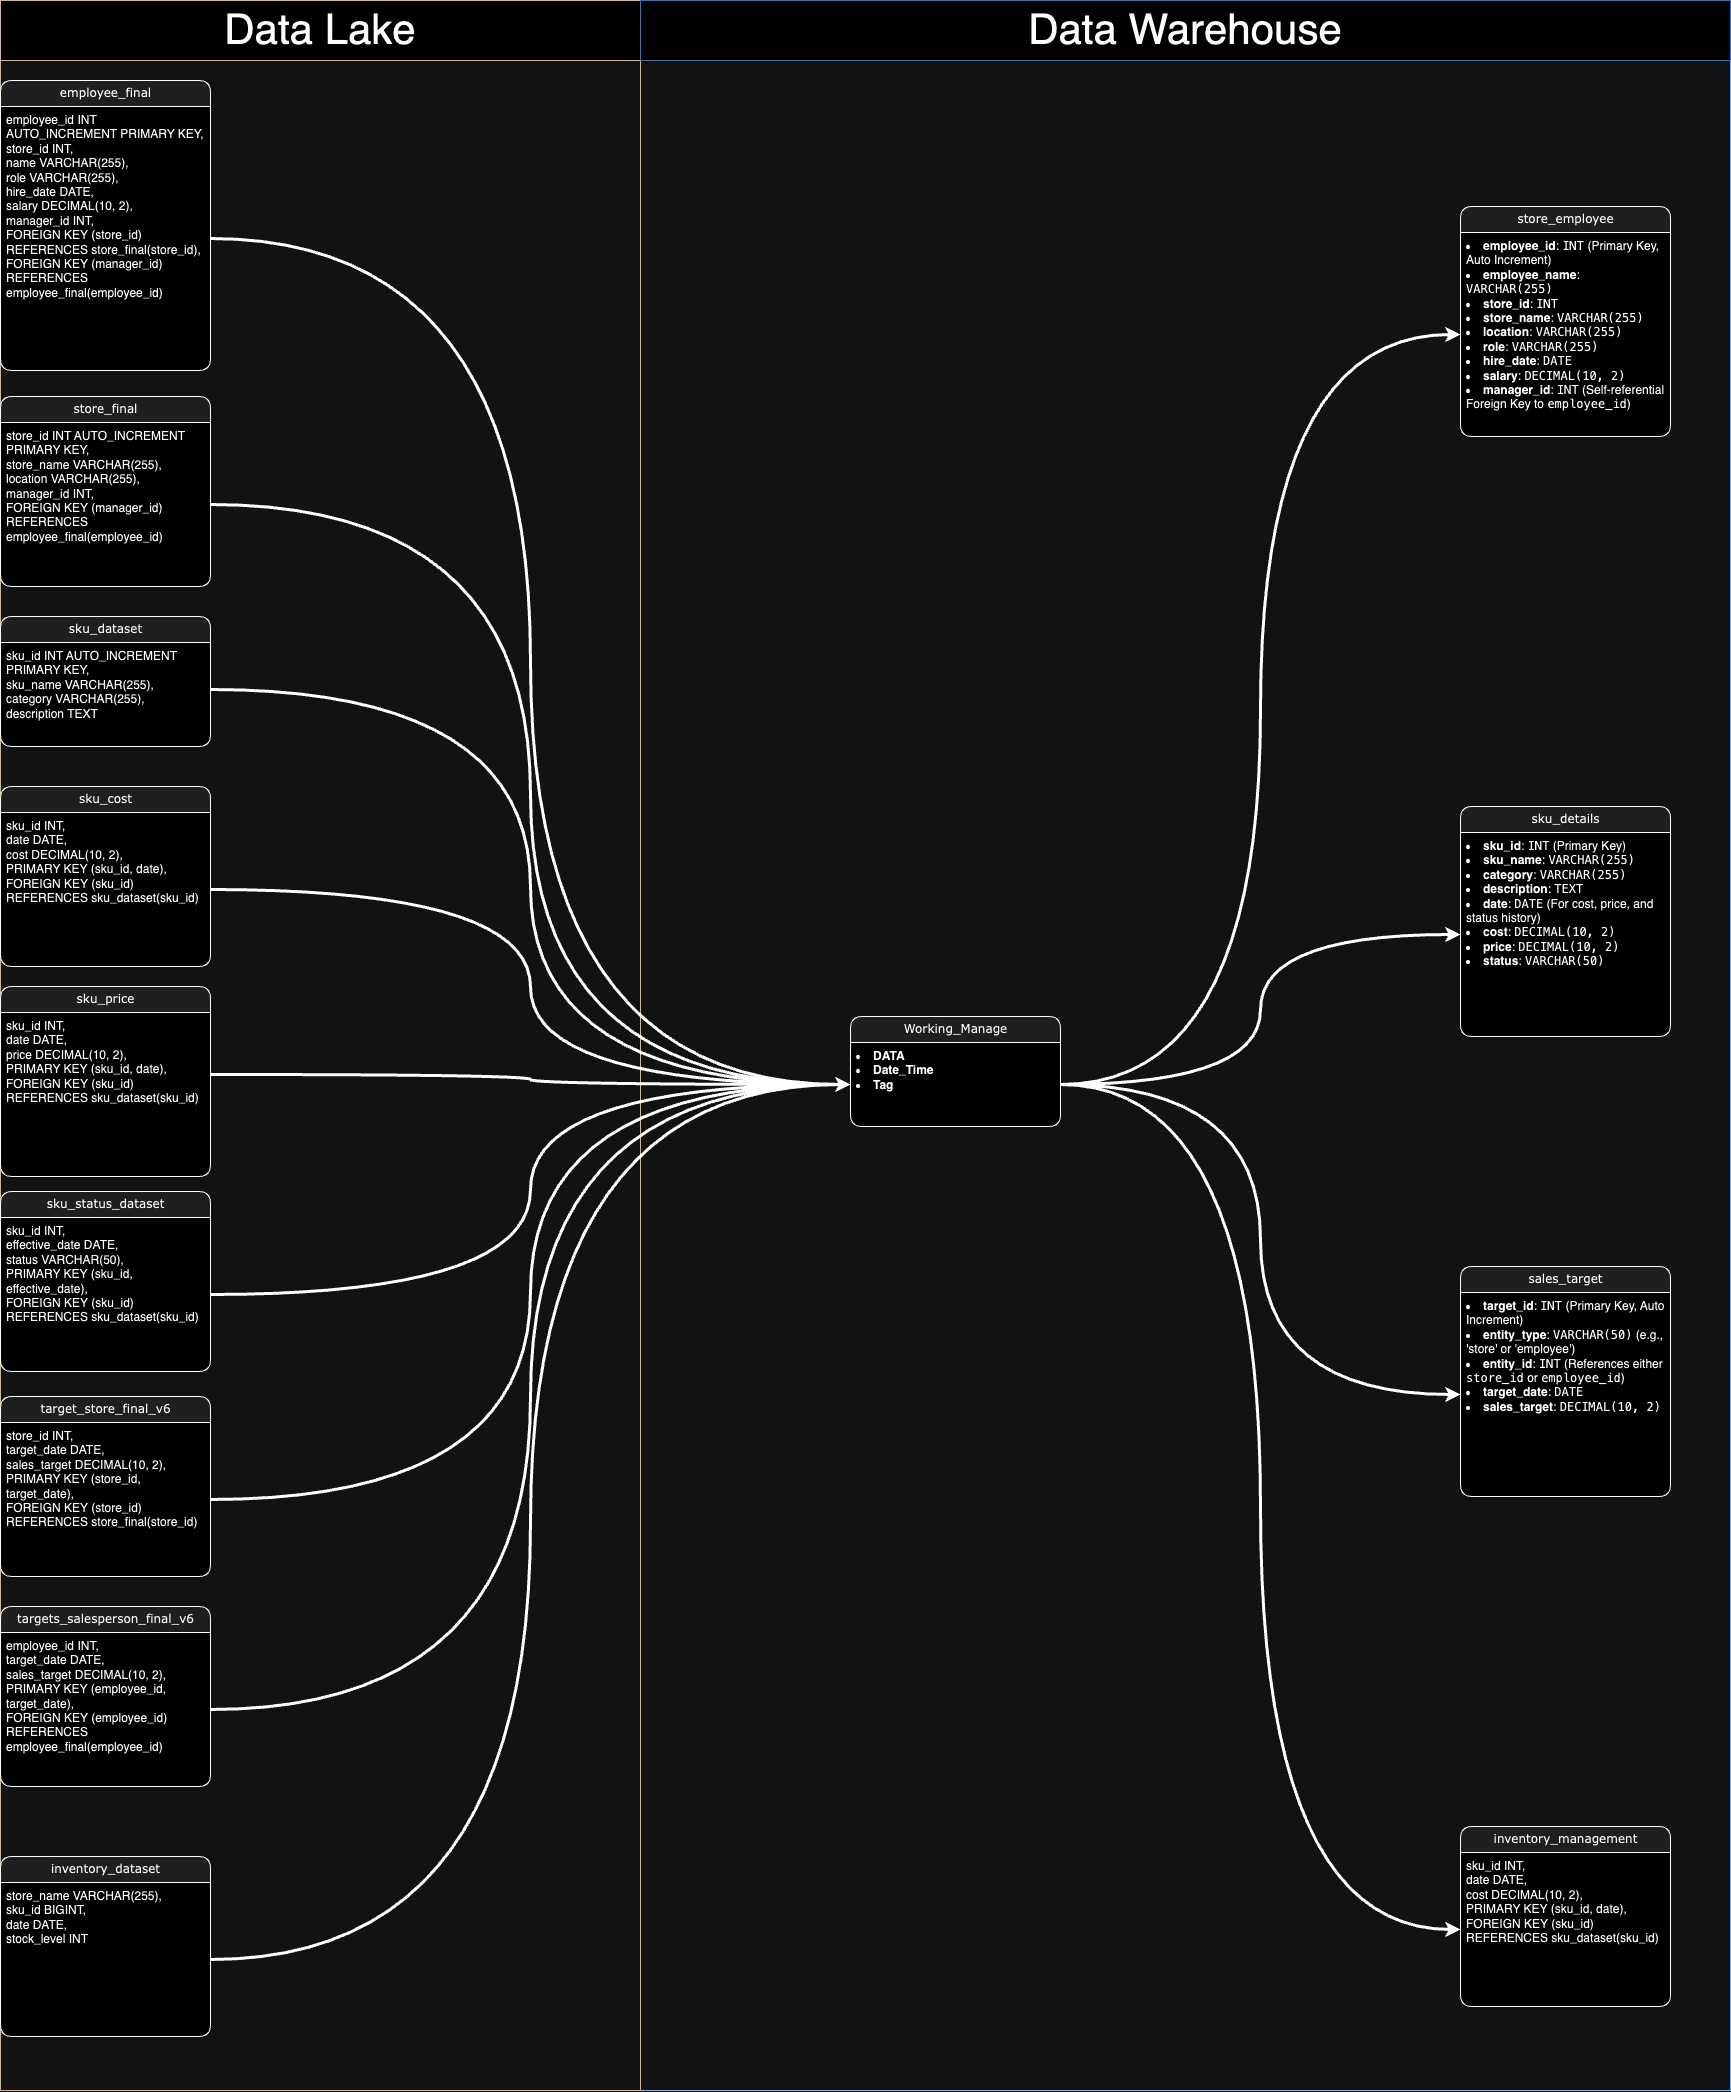 Data Lake
Data Warehouse
employee_final
employee_id INT
AUTO_INCREMENT PRIMARY KEY,
store_id INT,
name VARCHAR(255),
role VARCHAR(255),
hire_date DATE,
salary DECIMAL(10, 2),
manager_id INT,
FOREIGN KEY (store_id)
REFERENCES store_final(store_id),
FOREIGN KEY (manager_id)
REFERENCES
employee_final(employee_id)
store_final
store_id INT AUTO_INCREMENT
PRIMARY KEY,
store_name VARCHAR(255),
location VARCHAR(255),
manager_id INT,
FOREIGN KEY (manager_id)
REFERENCES
employee_final(employee_id)
sku_dataset
sku_id INT AUTO_INCREMENT
PRIMARY KEY,
sku_name VARCHAR(255),
category VARCHAR(255),
description TEXT
sku_cost
sku_id INT,
date DATE,
cost DECIMAL(10, 2),
PRIMARY KEY (sku_id, date),
FOREIGN KEY (sku_id)
REFERENCES sku_dataset(sku_id)
sku_price
sku_id INT,
date DATE,
price DECIMAL(10, 2),
PRIMARY KEY (sku_id, date),
FOREIGN KEY (sku_id)
REFERENCES sku_dataset(sku_id)
sku_status_dataset
sku_id INT,
effective_date DATE,
status VARCHAR(50),
PRIMARY KEY (sku_id,
effective_date),
FOREIGN KEY (sku_id)
REFERENCES sku_dataset(sku_id)
target_store_final_v6
store_id INT,
target_date DATE,
sales_target DECIMAL(10, 2),
PRIMARY KEY (store_id,
target_date),
FOREIGN KEY (store_id)
REFERENCES store_final(store_id)
targets_salesperson_final_v6
employee_id INT,
target_date DATE,
sales_target DECIMAL(10, 2),
PRIMARY KEY (employee_id,
target_date),
FOREIGN KEY (employee_id)
REFERENCES
employee_final(employee_id)
inventory_dataset
store_name VARCHAR(255),
sku_id BIGINT,
date DATE,
stock_level INT
Working_Manage
• DATA
• Date_Time
• Tag
store_employee
• employee_id: INT (Primary Key,
Auto Increment)
• employee_name:
VARCHAR(255)
• store_id: INT
• store_name: VARCHAR(255)
• location: VARCHAR(255)
• role: VARCHAR(255)
• hire_date: DATE
• salary: DECIMAL(10, 2)
• manager_id: INT (Self-referential
Foreign Key to employee_id)
sku_details
• sku_id: INT (Primary Key)
• sku_name: VARCHAR(255)
• category: VARCHAR(255)
• description: TEXT
• date: DATE (For cost, price, and
status history)
• cost: DECIMAL(10, 2)
• price: DECIMAL(10, 2)
• status: VARCHAR(50)
sales_target
• target_id: INT (Primary Key, Auto
Increment)
• entity_type: VARCHAR(50) (e.g.,
'store' or 'employee')
• entity_id: INT (References either
store_id or employee_id)
• target_date: DATE
• sales_target: DECIMAL(10, 2)
inventory_management
sku_id INT,
date DATE,
cost DECIMAL(10, 2),
PRIMARY KEY (sku_id, date),
FOREIGN KEY (sku_id)
REFERENCES sku_dataset(sku_id)